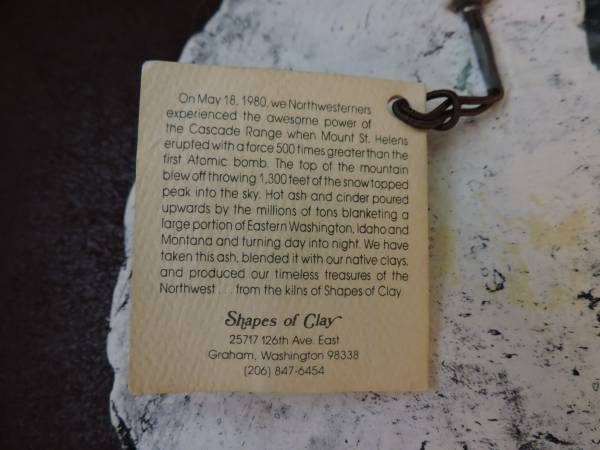 On May 18, 1980, we Northwesterners
experienced the awesome power of
the Cascade Range when Mount St. Helens
erupted with a force 500 times greater than the
first Atomic bomb. The top of the mountain
blew off throwing 1,300 feet of the snow topped
peak into the sky. Hot ash and cinder poured
upwards by the millions of tons blanketing a
large portion of Eastern Washington, Idaho and
Montana and turning day into night. We have
taken this ash, blended it with our native clays,
and produced our timeless treasures of the
Northwest . . . from the kilns of Shapes of Clay.
Shapes of Clay
25717 126th Ave. East
Graham, Washington 98338
(206) 847-6454